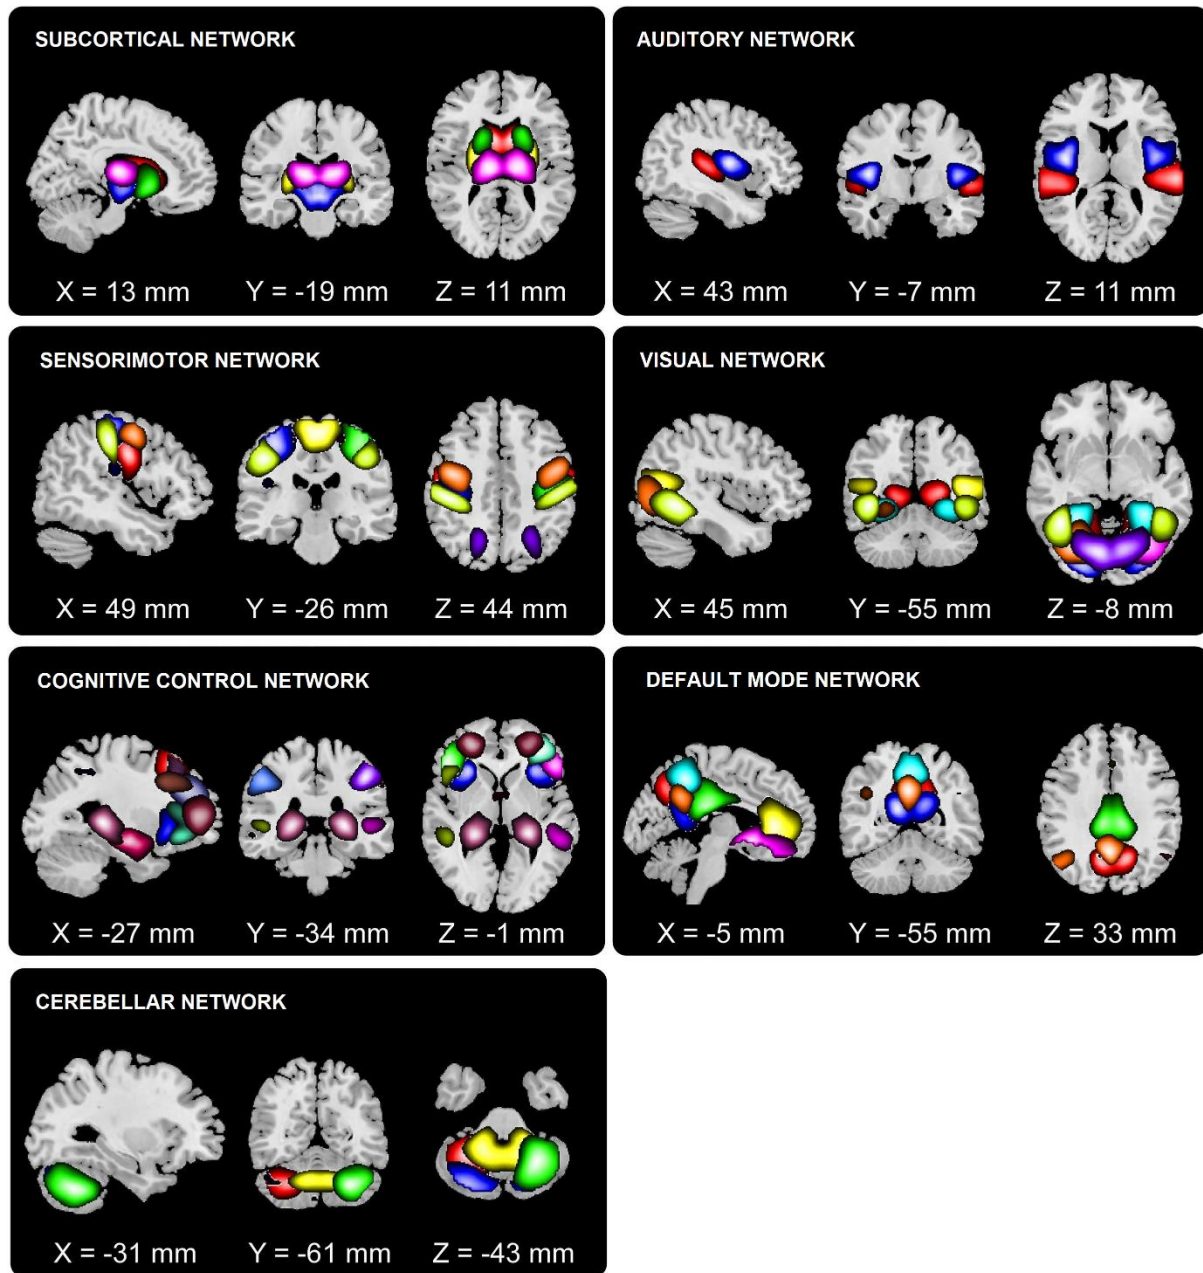 SUBCORTICAL NETWORK
X = 13 mm Y = -19 mm Z = 11 mm
AUDITORY NETWORK
X = 43 mm Y = -7 mm Z = 11 mm
SENSORIMOTOR NETWORK
X = 49 mm Y = -26 mm Z = 44 mm
VISUAL NETWORK
X = 45 mm Y = -55 mm Z = -8 mm
COGNITIVE CONTROL NETWORK
X = -27 mm Y = -34 mm Z = -1 mm
DEFAULT MODE NETWORK
X = -5 mm Y = -55 mm Z = 33 mm
CEREBELLAR NETWORK
X = -31 mm Y = -61 mm Z = -43 mm